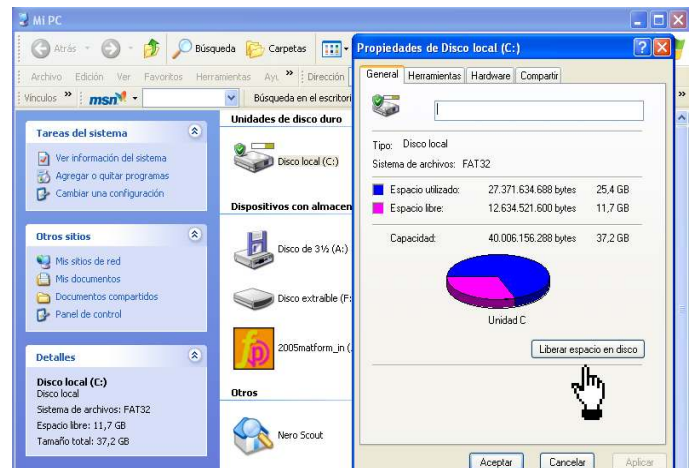 Mi PC
Atrás
Búsqueda
Carpetas
Archivo Edición Ver Favoritos Herramientas Ayu » Dirección
Vínculos » msn Búsqueda en el escritori »
Tareas del sistema
Ver información del sistema
Agregar o quitar programas
Cambiar una configuración
Otros sitios
Mis sitios de red
Mis documentos
Documentos compartidos
Panel de control
Detalles
Disco local (C:)
Disco local
Sistema de archivos: FAT32
Espacio libre: 11,7 GB
Tamaño total: 37,2 GB
Unidades de disco duro
Disco local (C:)
Dispositivos con almacen
Disco de 3½ (A:)
Disco extraíble (F:
2005matform_in (
Otros
Nero Scout
Propiedades de Disco local (C:)
General Herramientas Hardware Compartir
Tipo: Disco local
Sistema de archivos: FAT32
Espacio utilizado: 27.371.634.688 bytes 25,4 GB
Espacio libre: 12.634.521.600 bytes 11,7 GB
Capacidad: 40.006.156.288 bytes 37,2 GB
Unidad C
Liberar espacio en disco
Aceptar Cancelar Aplicar